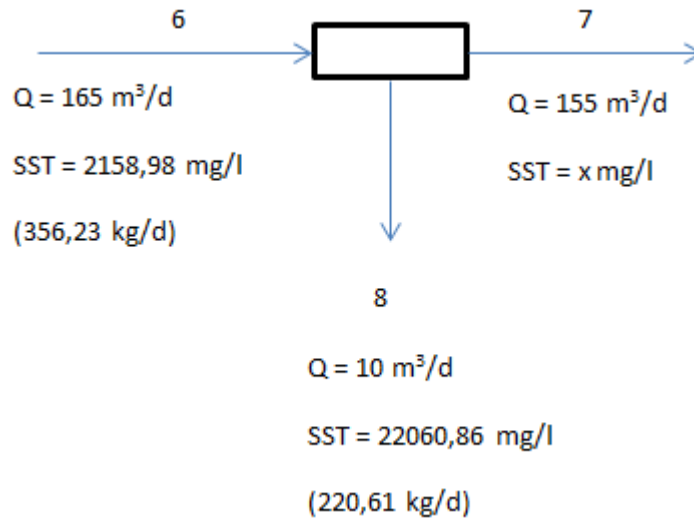 6
7
Q = 165 m³/d
SST = 2158,98 mg/l
(356,23 kg/d)
Q = 155 m³/d
SST = x mg/l
8
Q = 10 m³/d
SST = 22060,86 mg/l
(220,61 kg/d)